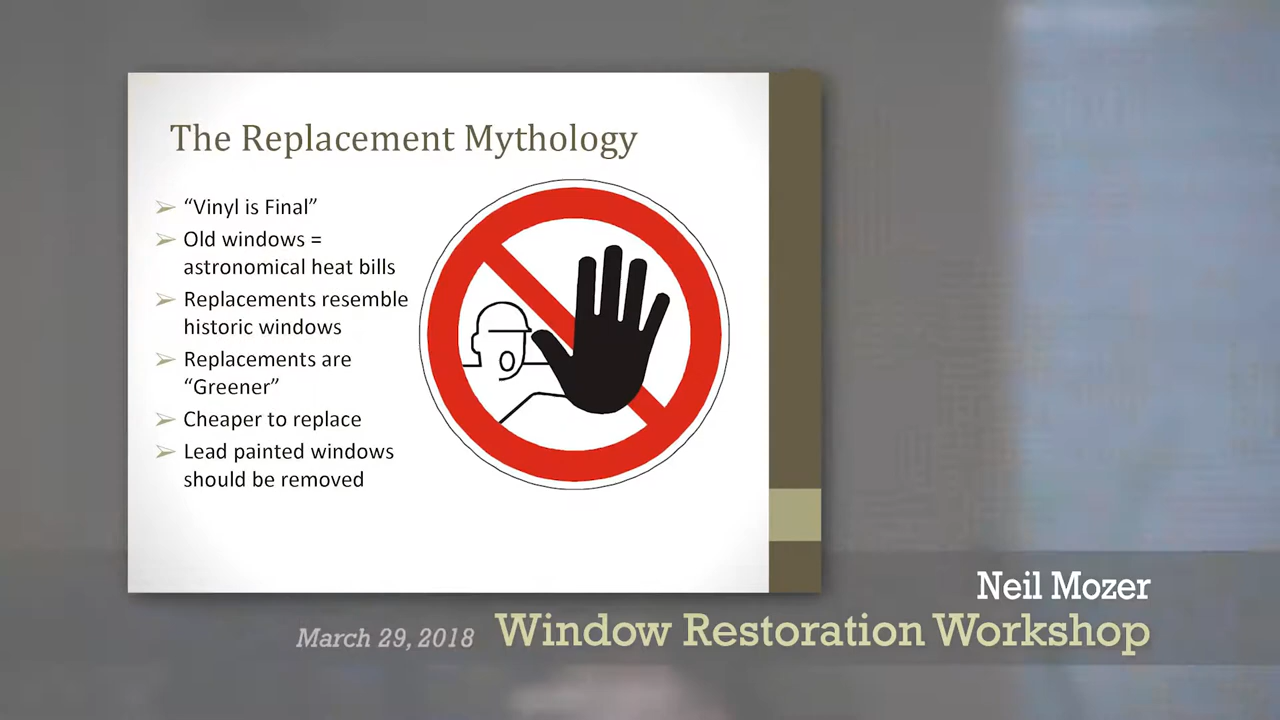 The Replacement Mythology
➢ “Vinyl is Final”
➢ Old windows =
astronomical heat bills
➢ Replacements resemble
historic windows
➢ Replacements are
“Greener”
➢ Cheaper to replace
➢ Lead painted windows
should be removed
Neil Mozer
March 29, 2018 Window Restoration Workshop